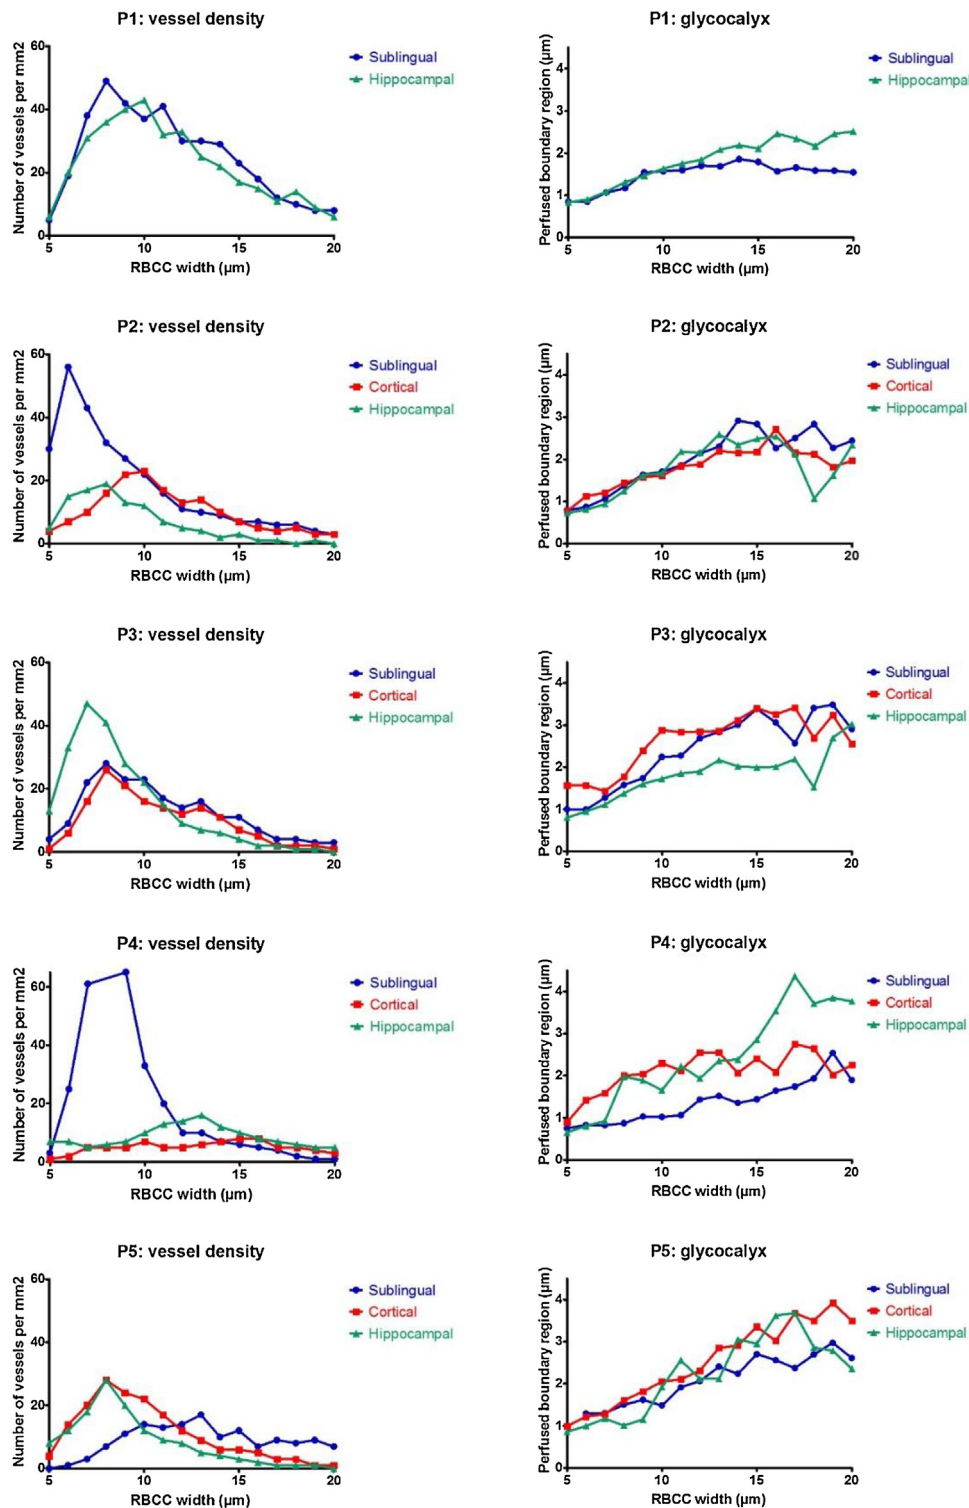 P1: vessel density
Number of vessels per mm2
60
40
20
0
5
10
15
20
RBCC width (µm)
Sublingual
Hippocampal
P1: glycocalyx
Perfused boundary region (µm)
4
3
2
1
0
5
10
15
20
RBCC width (µm)
Sublingual
Hippocampal
P2: vessel density
Number of vessels per mm2
60
40
20
0
5
10
15
20
RBCC width (µm)
Sublingual
Cortical
Hippocampal
P2: glycocalyx
Perfused boundary region (µm)
4
3
2
1
0
5
10
15
20
RBCC width (µm)
Sublingual
Cortical
Hippocampal
P3: vessel density
Number of vessels per mm2
60
40
20
0
5
10
15
20
RBCC width (µm)
Sublingual
Cortical
Hippocampal
P3: glycocalyx
Perfused boundary region (µm)
4
3
2
1
0
5
10
15
20
RBCC width (µm)
Sublingual
Cortical
Hippocampal
P4: vessel density
Number of vessels per mm2
60
40
20
0
5
10
15
20
RBCC width (µm)
Sublingual
Cortical
Hippocampal
P4: glycocalyx
Perfused boundary region (µm)
4
3
2
1
0
5
10
15
20
RBCC width (µm)
Sublingual
Cortical
Hippocampal
P5: vessel density
Number of vessels per mm2
60
40
20
0
5
10
15
20
RBCC width (µm)
Sublingual
Cortical
Hippocampal
P5: glycocalyx
Perfused boundary region (µm)
4
3
2
1
0
5
10
15
20
RBCC width (µm)
Sublingual
Cortical
Hippocampal